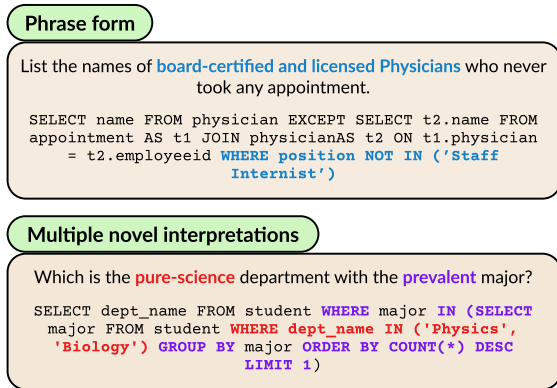 Phrase form
List the names of board-certified and licensed Physicians who never
took any appointment.
SELECT name FROM physician EXCEPT SELECT t2.name FROM
appointment AS t1 JOIN physicianAS t2 ON t1.physician
= t2.employeeid WHERE position NOT IN ('Staff
Internist')
Multiple novel interpretations
Which is the pure-science department with the prevalent major?
SELECT dept_name FROM student WHERE major IN (SELECT
major FROM student WHERE dept_name IN ('Physics',
'Biology') GROUP BY major ORDER BY COUNT(*) DESC
LIMIT 1)